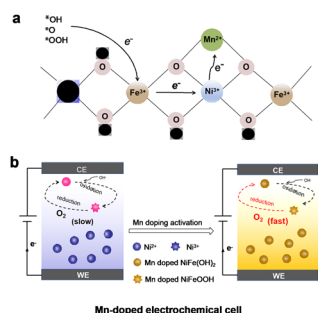 a
*OH
*O
*OOH
e⁻
Mn²⁺
O
O
O
e⁻
Fe³⁺
e⁻
Ni³⁺
Fe³⁺
O
O
O
b
CE
OH⁻
oxidation
reduction
O₂
(slow)
e⁻
WE
Mn doping activation
Ni²⁺
Ni³⁺
Mn doped NiFe(OH)₂
Mn doped NiFeOOH
CE
OH⁻
oxidation
reduction
O₂ (fast)
e⁻
WE
Mn-doped electrochemical cell